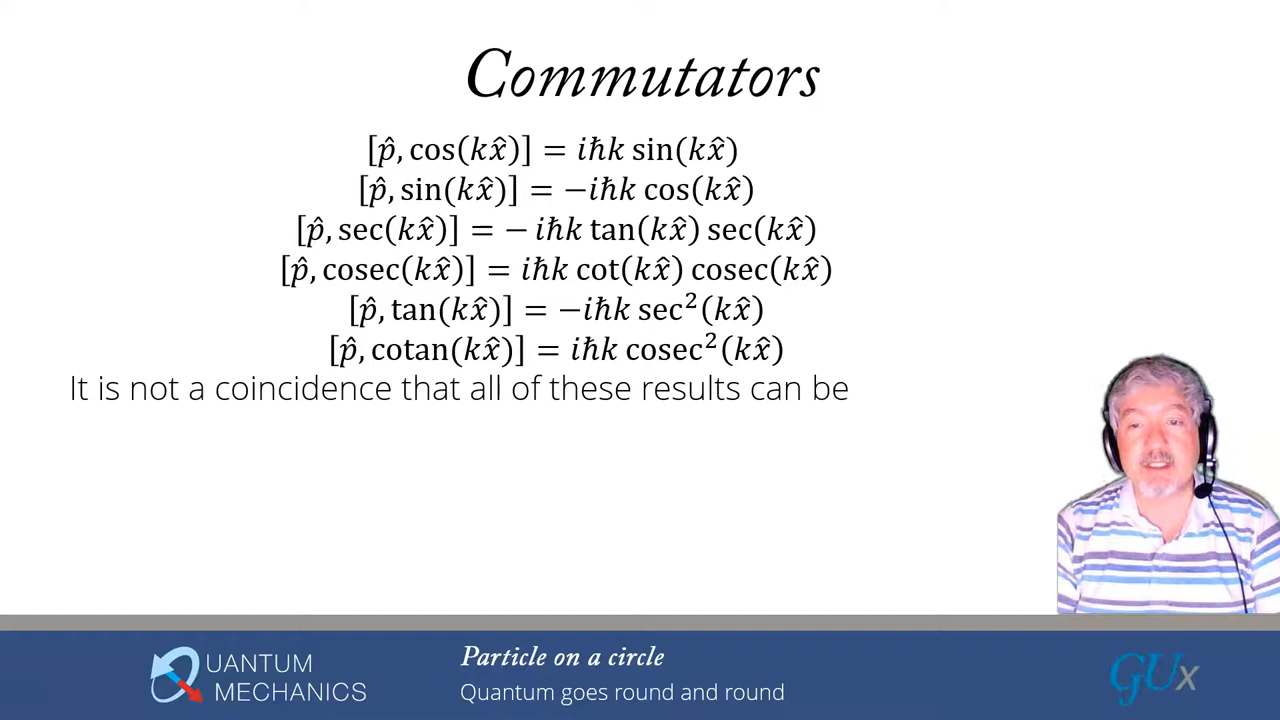 Commutators
[p̂, cos(kx̂)] = iħk sin(kx̂)
[p̂, sin(kx̂)] = −iħk cos(kx̂)
[p̂, sec(kx̂)] = − iħk tan(kx̂) sec(kx̂)
[p̂, cosec(kx̂)] = iħk cot(kx̂) cosec(kx̂)
[p̂, tan(kx̂)] = −iħk sec²(kx̂)
[p̂, cotan(kx̂)] = iħk cosec²(kx̂)
It is not a coincidence that all of these results can be
QUANTUM
MECHANICS
Particle on a circle
Quantum goes round and round
GUx